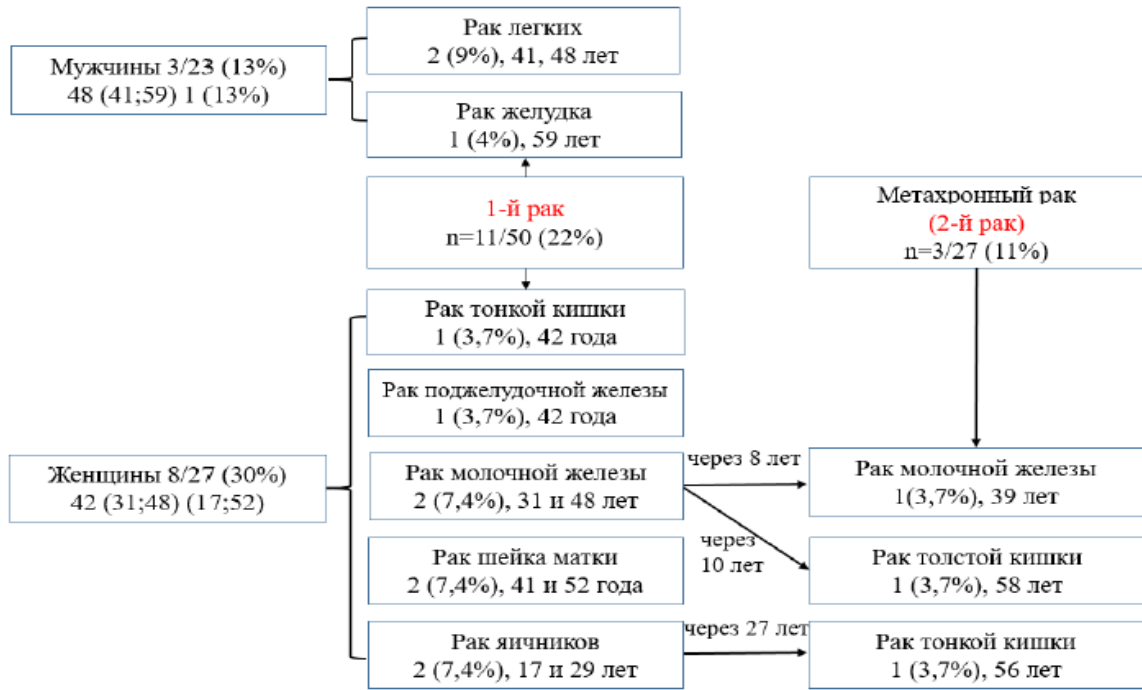 Рак легких
2 (9%), 41, 48 лет
Мужчины 3/23 (13%)
48 (41;59) 1 (13%)
Рак желудка
1 (4%), 59 лет
1-й рак
n=11/50 (22%)
Метахронный рак
(2-й рак)
n=3/27 (11%)
Рак тонкой кишки
1 (3,7%), 42 года
Рак поджелудочной железы
1 (3,7%), 42 года
Женщины 8/27 (30%)
42 (31;48) (17;52)
Рак молочной железы
2 (7,4%), 31 и 48 лет
через 8 лет
Рак молочной железы
1(3,7%), 39 лет
через
10 лет
Рак шейка матки
2 (7,4%), 41 и 52 года
Рак толстой кишки
1 (3,7%), 58 лет
Рак яичников
2 (7,4%), 17 и 29 лет
через 27 лет
Рак тонкой кишки
1 (3,7%), 56 лет